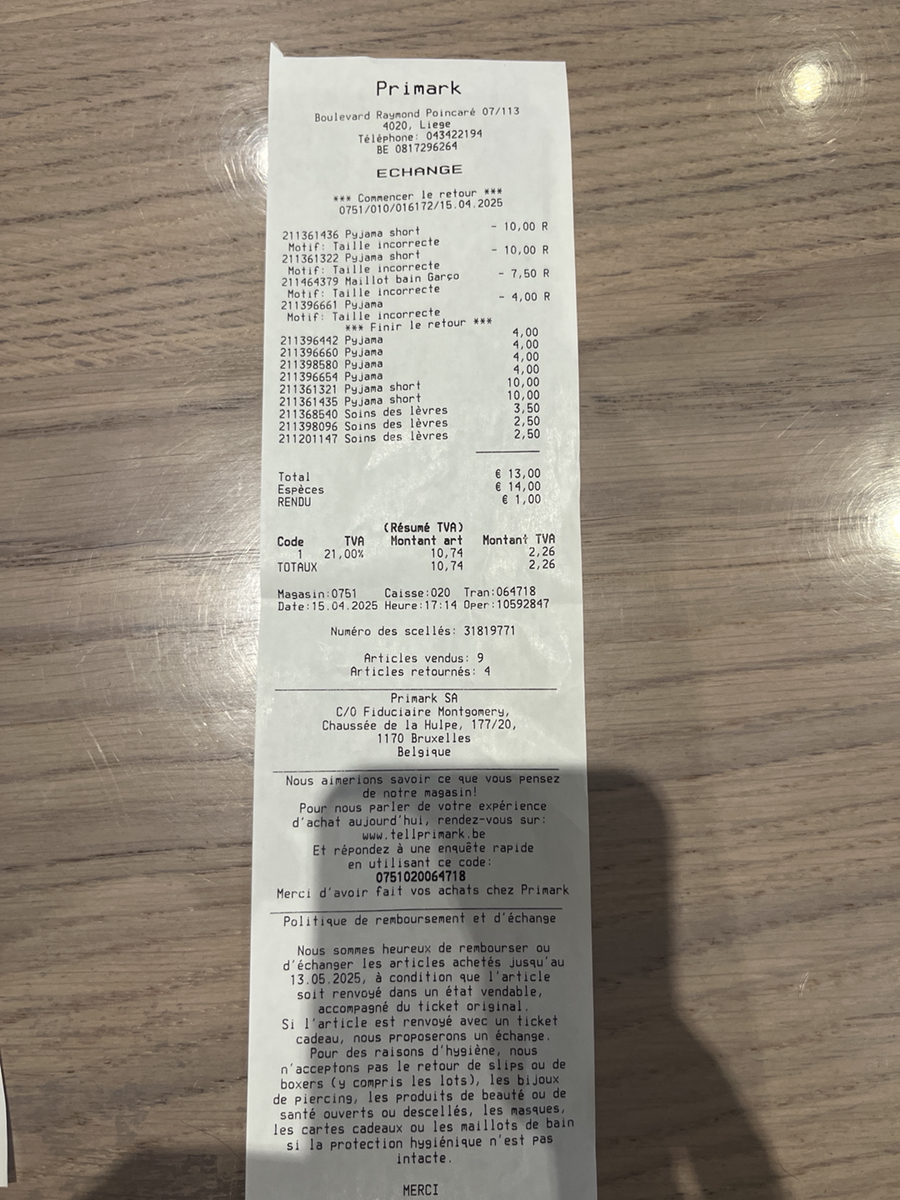 Primark
Boulevard Raymond Poincaré 07/113
4020, Liege
Téléphone: 043422194
BE 0817296264
ECHANGE
*** Commencer le retour ***
0751/010/016172/15.04.2025
211361436 Pyjama short - 10,00 R
Motif: Taille incorrecte
211361322 Pyjama short - 10,00 R
Motif: Taille incorrecte
211464379 Maillot bain Garço - 7,50 R
Motif: Taille incorrecte
211396661 Pyjama - 4,00 R
Motif: Taille incorrecte
*** Finir le retour ***
211396442 Pyjama 4,00
211396660 Pyjama 4,00
211398580 Pyjama 4,00
211396654 Pyjama 4,00
211361321 Pyjama short 10,00
211361435 Pyjama short 10,00
211368540 Soins des lèvres 3,50
211398096 Soins des lèvres 2,50
211201147 Soins des lèvres 2,50
Total € 13,00
Espèces € 14,00
RENDU € 1,00
(Résumé TVA)
Code TVA Montant art Montant TVA
1 21,00% 10,74 2,26
TOTAUX 10,74 2,26
Magasin:0751 Caisse:020 Tran:064718
Date:15.04.2025 Heure:17:14 Oper:10592847
Numéro des scellés: 31819771
Articles vendus: 9
Articles retournés: 4
Primark SA
C/O Fiduciaire Montgomery,
Chaussée de la Hulpe, 177/20,
1170 Bruxelles
Belgique
Nous aimerions savoir ce que vous pensez
de notre magasin!
Pour nous parler de votre expérience
d'achat aujourd'hui, rendez-vous sur:
www.tellprimark.be
Et répondez à une enquête rapide
en utilisant ce code:
0751020064718
Merci d'avoir fait vos achats chez Primark
Politique de remboursement et d'échange
Nous sommes heureux de rembourser ou
d'échanger les articles achetés jusqu'au
13.05.2025, à condition que l'article
soit renvoyé dans un état vendable,
accompagné du ticket original.
Si l'article est renvoyé avec un ticket
cadeau, nous proposerons un échange.
Pour des raisons d'hygiène, nous
n'acceptons pas le retour de slips ou de
boxers (y compris les lots), les bijoux
de piercing, les produits de beauté ou de
santé ouverts ou descellés, les masques,
les cartes cadeaux ou les maillots de bain
si la protection hygiénique n'est pas
intacte.
MERCI